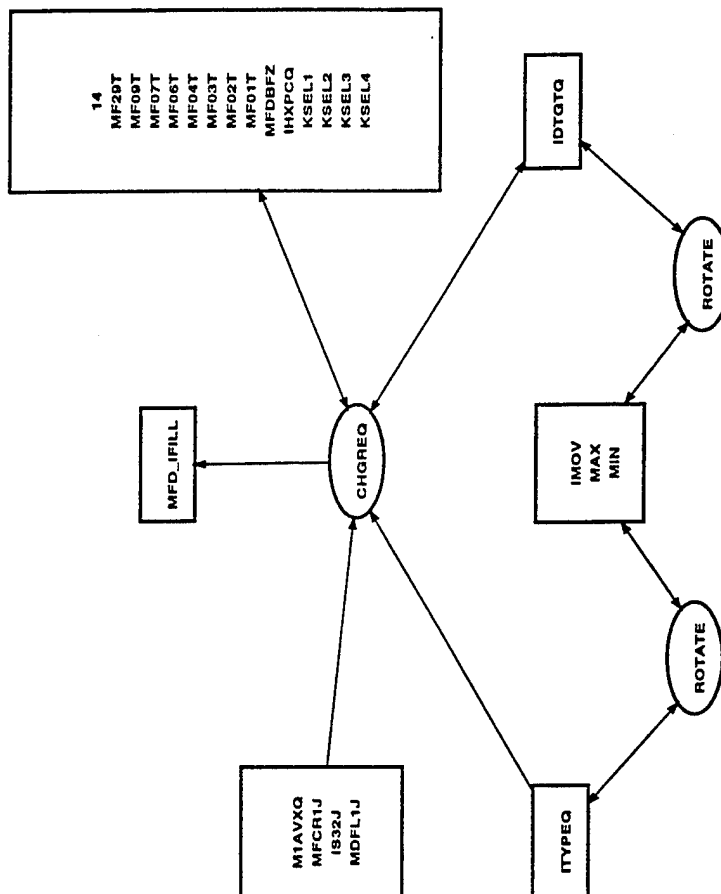 14
MF29T
MF09T
MF07T
MF06T
MF04T
MF03T
MF02T
MF01T
MFDBFZ
IHXPCQ
KSEL1
KSEL2
KSEL3
KSEL4
IDTGTQ
MFD_IFILL
CHGREQ
ROTATE
IMOV
MAX
MIN
M1AVXQ
MFCR1J
IS32J
MDFL1J
ITYPEQ
ROTATE